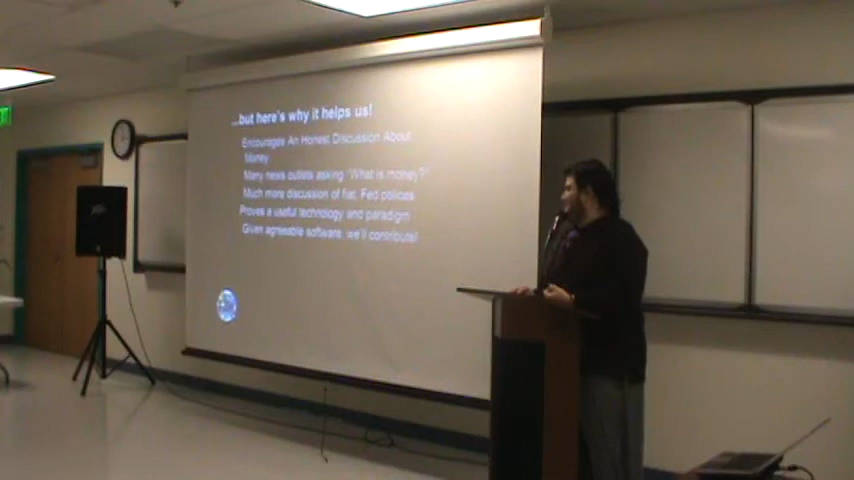 ...but here's why it helps us!
Encourages An Honest Discussion About
Money
Many news outlets asking "What is money?"
Much more discussion of fiat, Fed polices
Proves a useful technology and paradigm
Given agreeable software, we'll contribute!